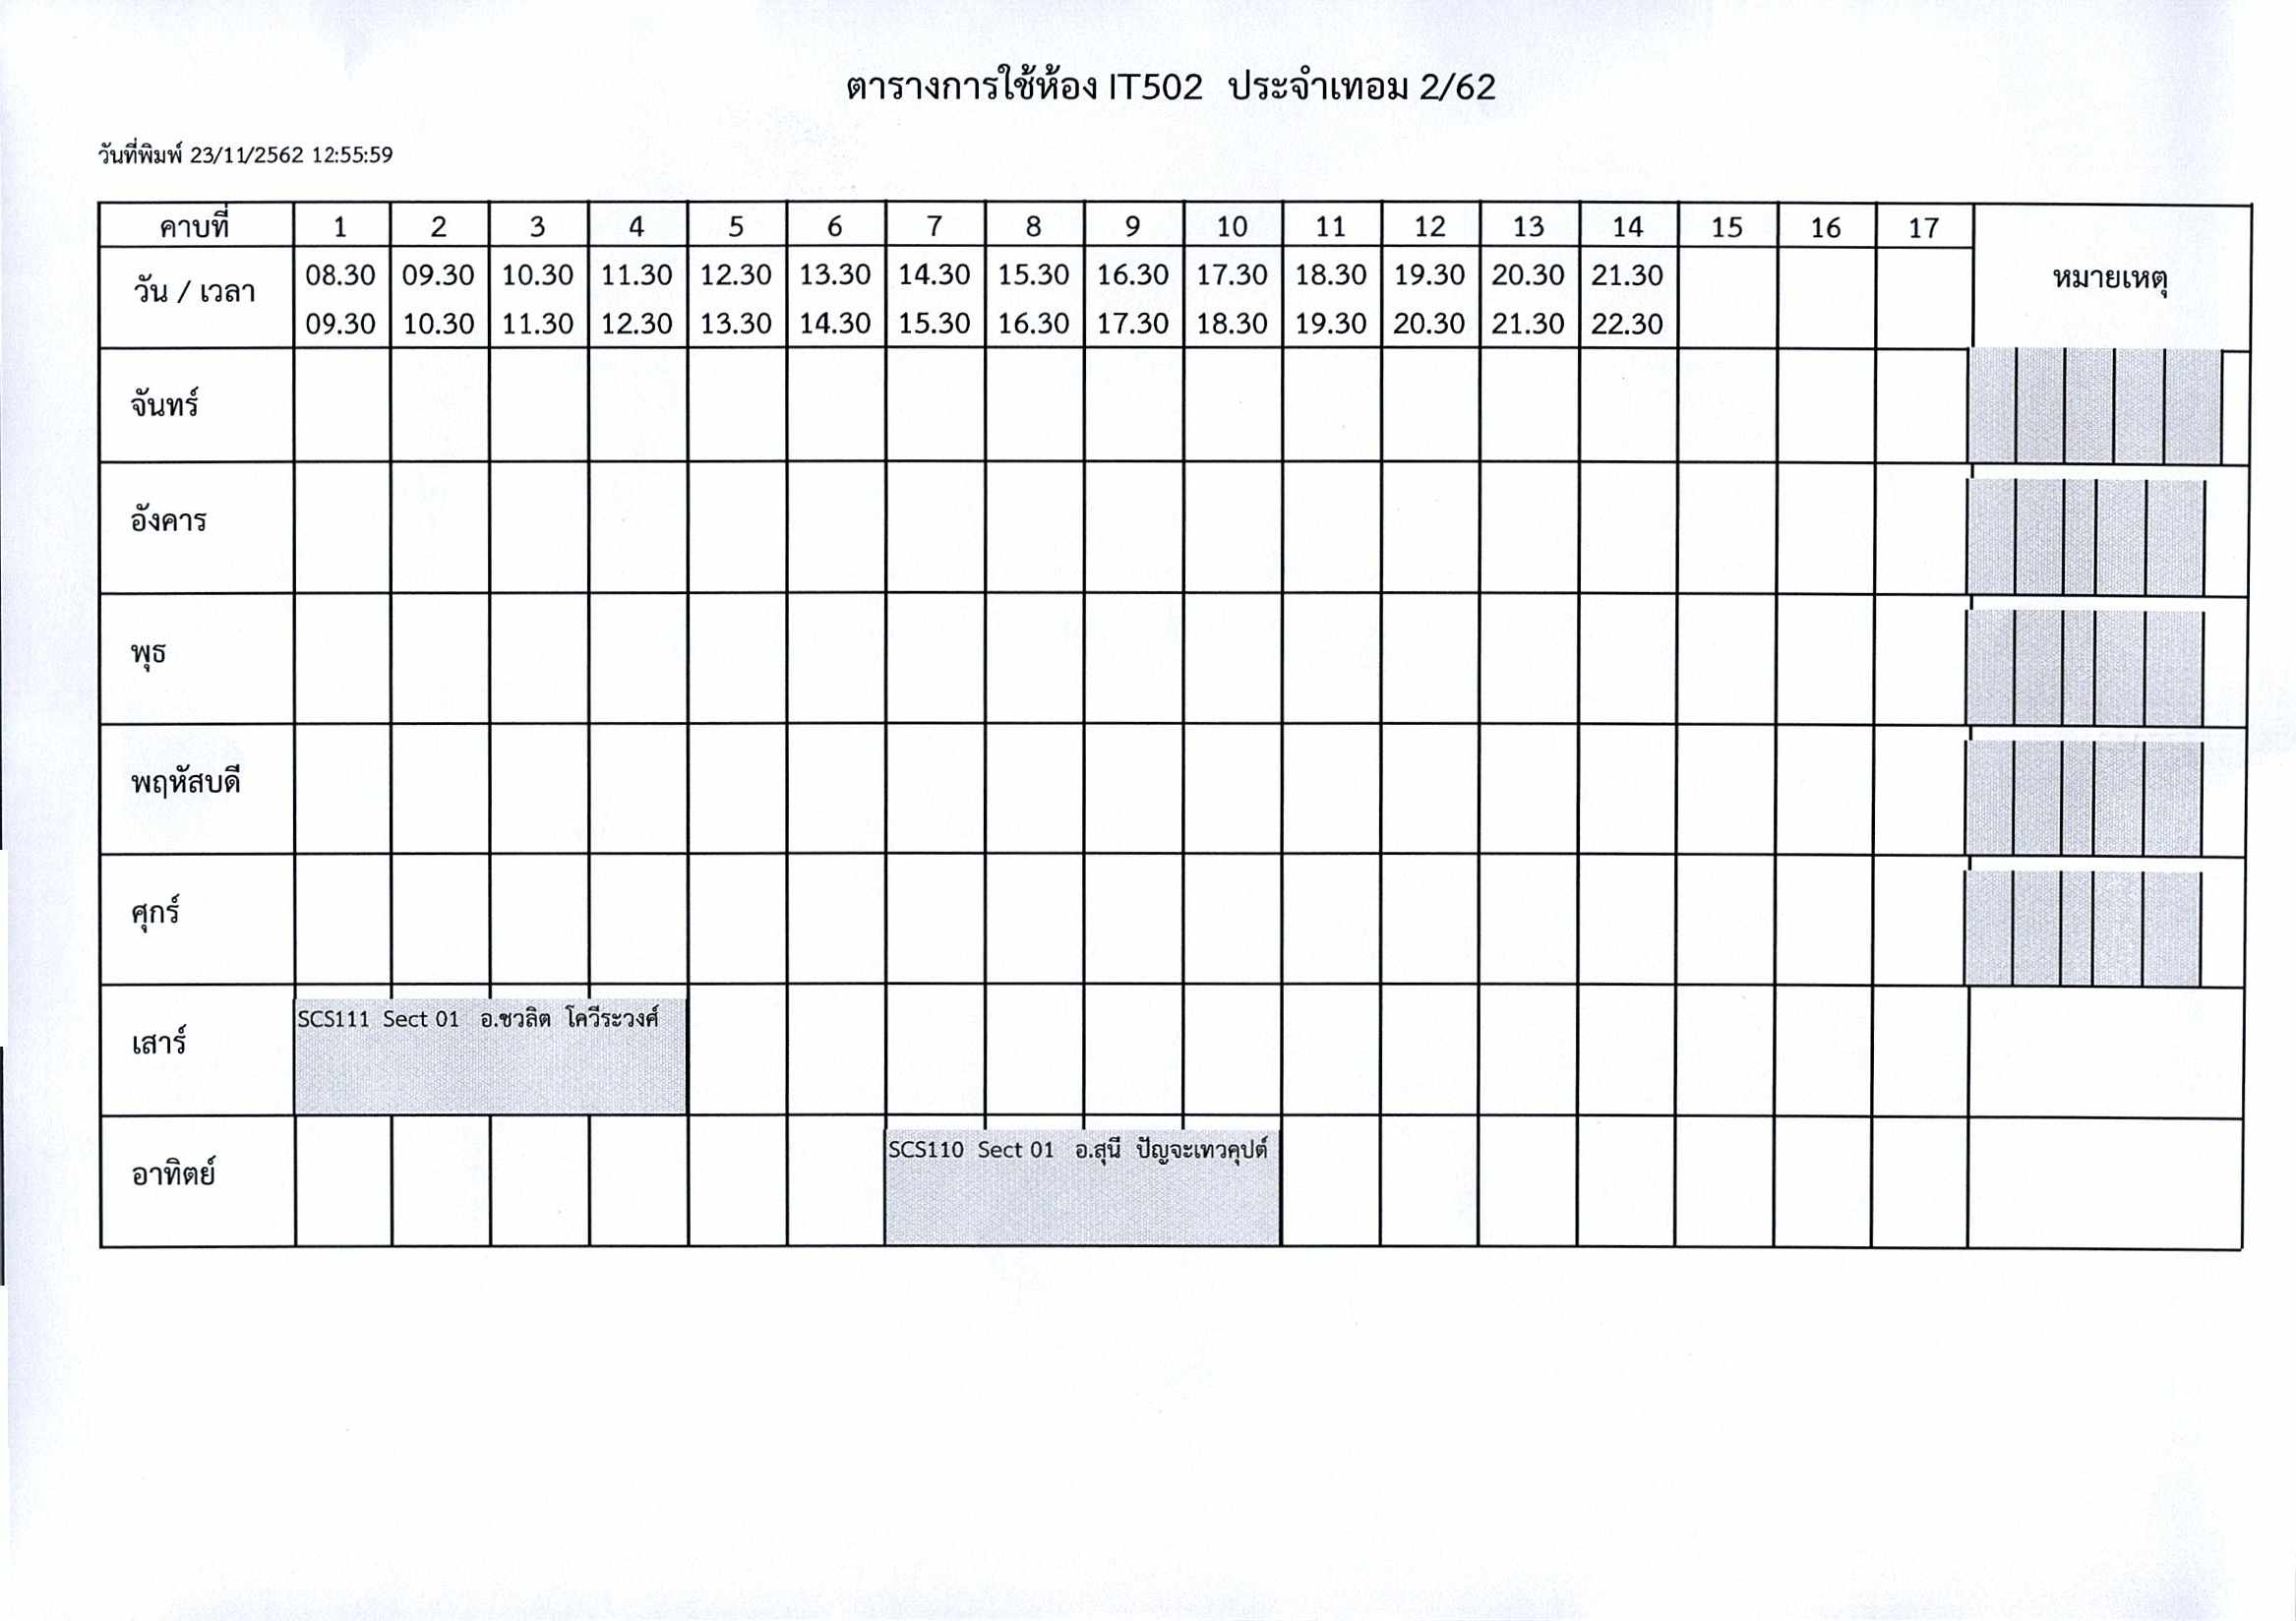 ตารางการใช้ห้อง IT502 ประจำเทอม 2/62
วันที่พิมพ์ 23/11/2562 12:55:59
คาบที่ 1 2 3 4 5 6 7 8 9 10 11 12 13 14 15 16 17
วัน / เวลา 08.30 09.30 10.30 11.30 12.30 13.30 14.30 15.30 16.30 17.30 18.30 19.30 20.30 21.30 หมายเหตุ
09.30 10.30 11.30 12.30 13.30 14.30 15.30 16.30 17.30 18.30 19.30 20.30 21.30 22.30
จันทร์
อังคาร
พุธ
พฤหัสบดี
ศุกร์
เสาร์ SCS111 Sect 01 อ.ชวลิต โควีระวงศ์
อาทิตย์ SCS110 Sect 01 อ.สุนี ปัญจะเทวคุปต์